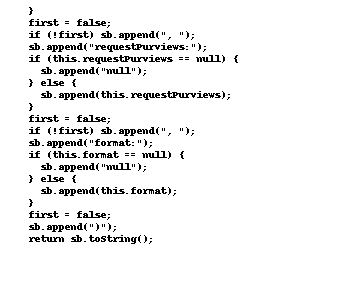 }
first = false;
if (!first) sb.append(", ");
sb.append("requestPurviews:");
if (this.requestPurviews == null) {
sb.append("null");
} else {
sb.append(this.requestPurviews);
}
first = false;
if (!first) sb.append(", ");
sb.append("format:");
if (this.format == null) {
sb.append("null");
} else {
sb.append(this.format);
}
first = false;
sb.append(")");
return sb.toString();